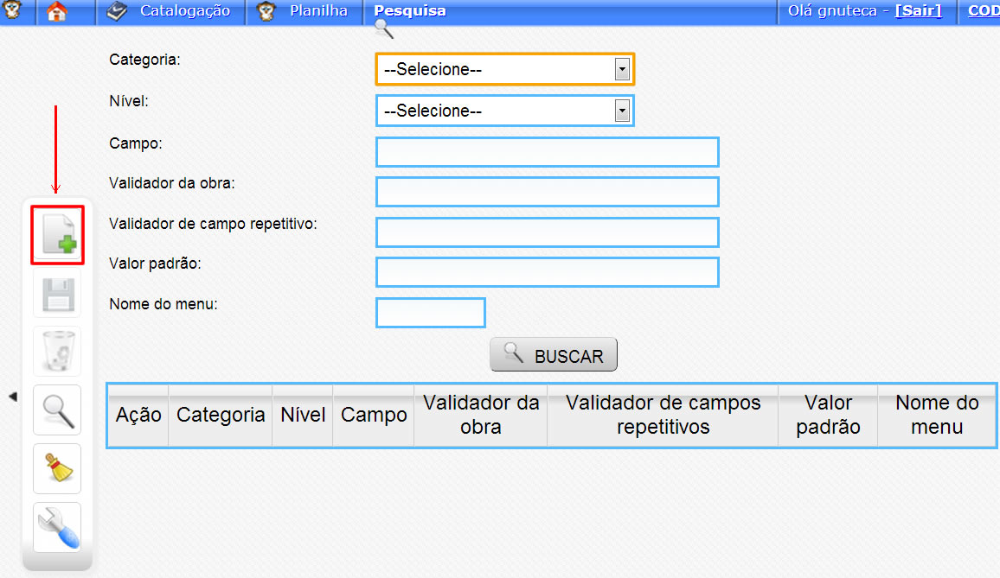 Catalogação
Planilha
Pesquisa
Olá gnuteca - [Sair]
COD
Categoria:
--Selecione--
Nível:
--Selecione--
Campo:
Validador da obra:
Validador de campo repetitivo:
Valor padrão:
Nome do menu:
BUSCAR
Ação
Categoria
Nível
Campo
Validador da
obra
Validador de campos
repetitivos
Valor
padrão
Nome do
menu